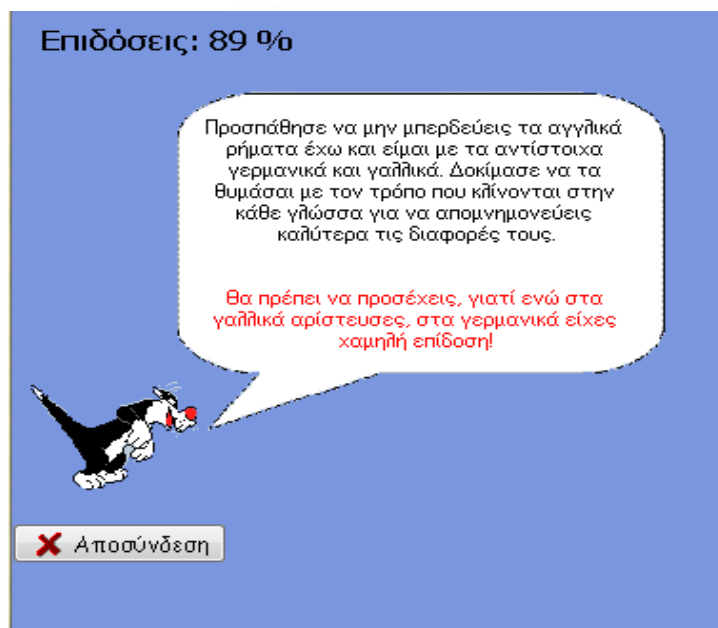 Επιδόσεις: 89 %
Προσπάθησε να μην μπερδεύεις τα αγγλικά
ρήματα έχω και είμαι με τα αντίστοιχα
γερμανικά και γαλλικά. Δοκίμασε να τα
θυμάσαι με τον τρόπο που κλίνονται στην
κάθε γλώσσα για να απομνημονεύεις
καλύτερα τις διαφορές τους.
Θα πρέπει να προσέχεις, γιατί ενώ στα
γαλλικά αρίστευσες, στα γερμανικά είχες
χαμηλή επίδοση!
Αποσύνδεση